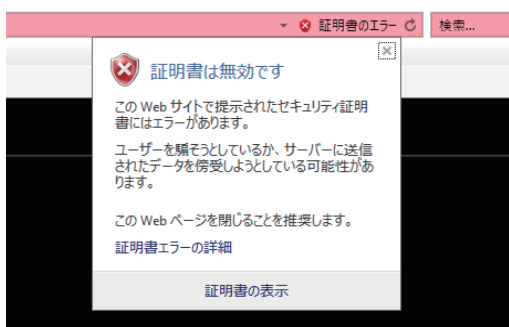 証明書のエラー 検索...
証明書は無効です
この Web サイトで提示されたセキュリティ証明
書にはエラーがあります。
ユーザーを騙そうとしているか、サーバーに送信
されたデータを傍受しようとしている可能性があ
ります。
この Web ページを閉じることを推奨します。
証明書エラーの詳細
証明書の表示